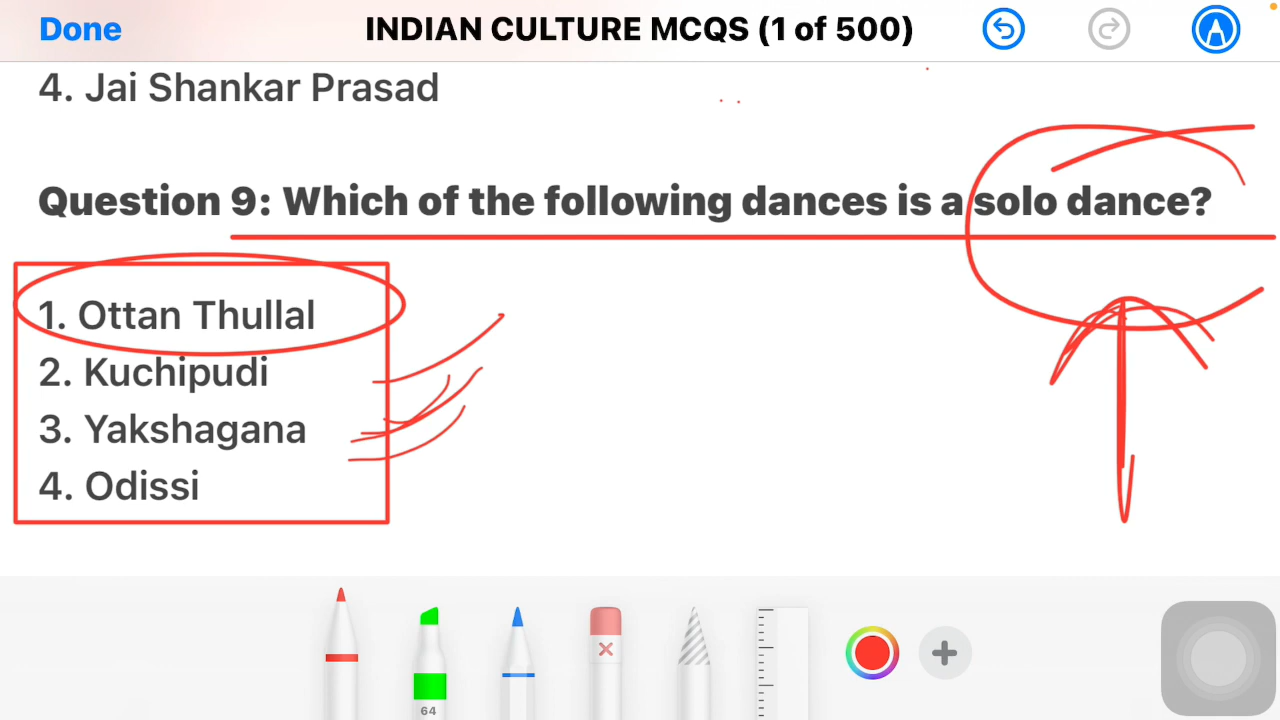 Done INDIAN CULTURE MCQS (1 of 500)
4. Jai Shankar Prasad
Question 9: Which of the following dances is a solo dance?
1. Ottan Thullal
2. Kuchipudi
3. Yakshagana
4. Odissi
64